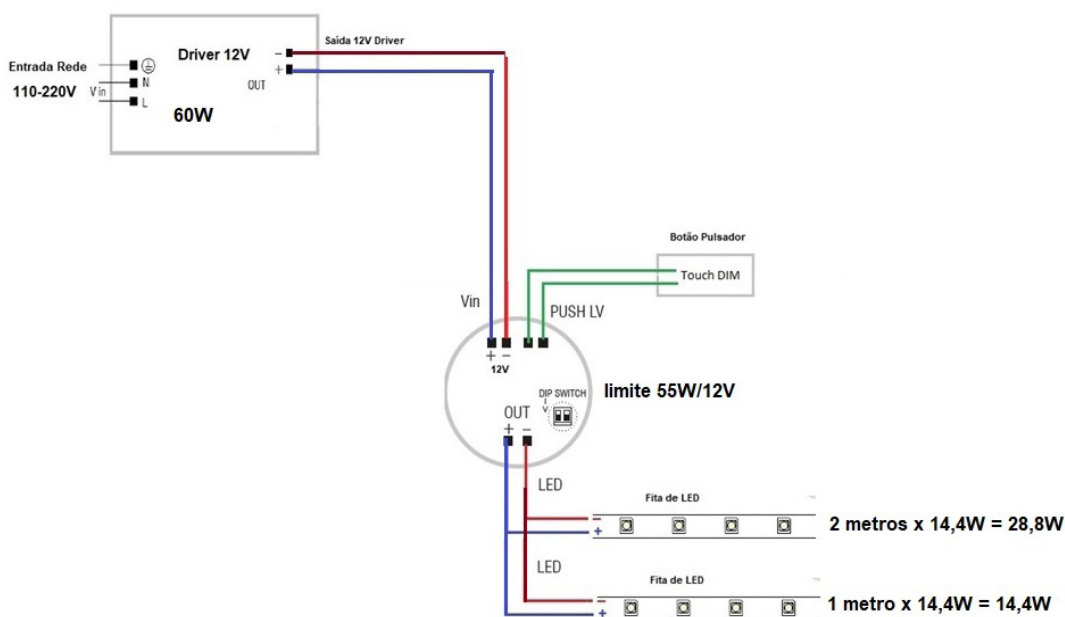 Saída 12V Driver
Driver 12V
−
+
OUT
Entrada Rede
110-220V
Vin
N
L
60W
Botão Pulsador
Touch DIM
Vin
PUSH LV
+ −
12V
limite 55W/12V
DIP SWITCH
OUT
+ −
LED
Fita de LED
−
+
2 metros x 14,4W = 28,8W
LED
Fita de LED
−
+
1 metro x 14,4W = 14,4W